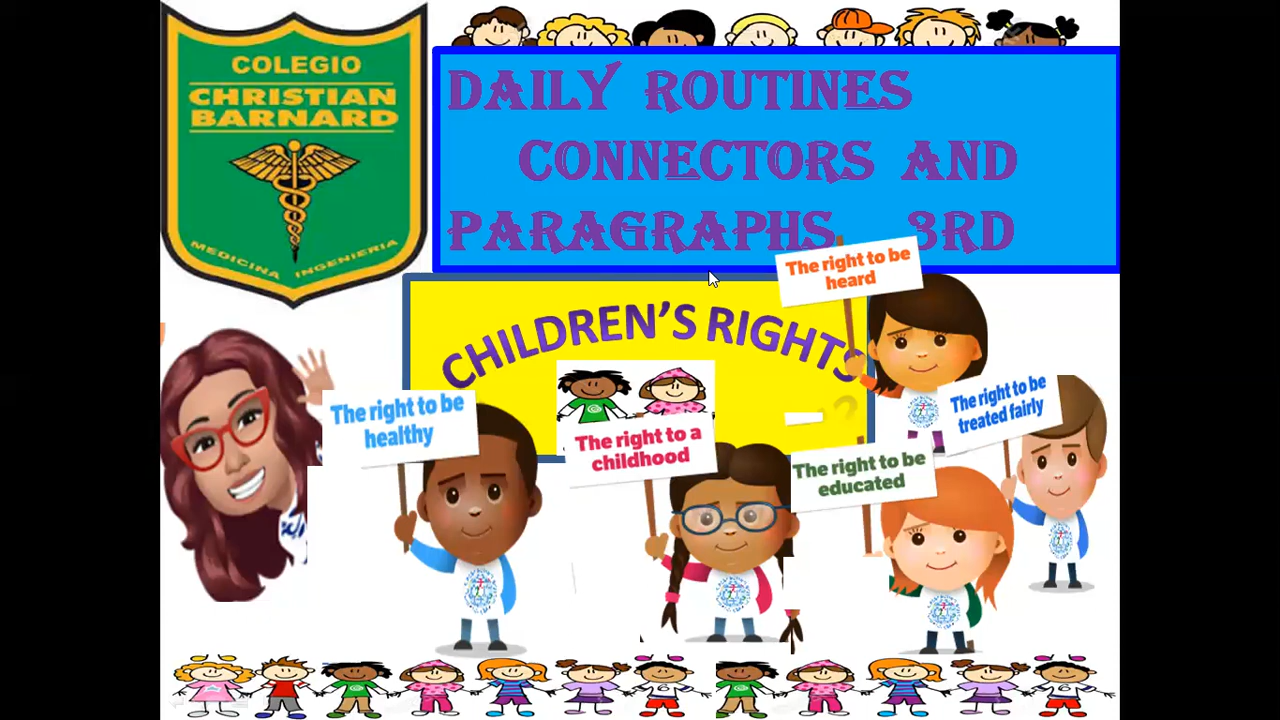 COLEGIO
CHRISTIAN
BARNARD
MEDICINA INGENIERIA
DAILY ROUTINES
CONNECTORS AND
PARAGRAPHS 3RD
CHILDREN'S RIGHTS
The right to be
heard
The right to be
healthy
The right to a
childhood
The right to be
treated fairly
The right to be
educated